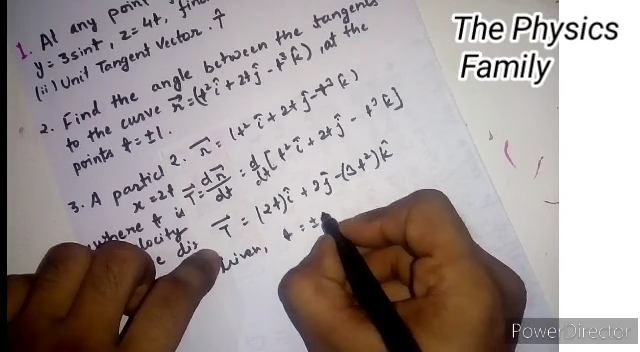 The Physics
Family
1. At any point
y = 3sint, z = 4t, find
(ii) Unit Tangent Vector. T̂
2. Find the angle between the tangents
to the curve r⃗ = (t²î + 2tĵ - t³k̂), at the
points t = ±1.
3. A particl
x = 2t
where t is
locity
e dis
2. r⃗ = (t²î + 2tĵ - t³k̂)
T⃗ = dr⃗/dt = d/dt [t²î + 2tĵ - t³k̂]
T⃗ = (2t)î + 2ĵ - (3t²)k̂
Given, t = ±
PowerDirector